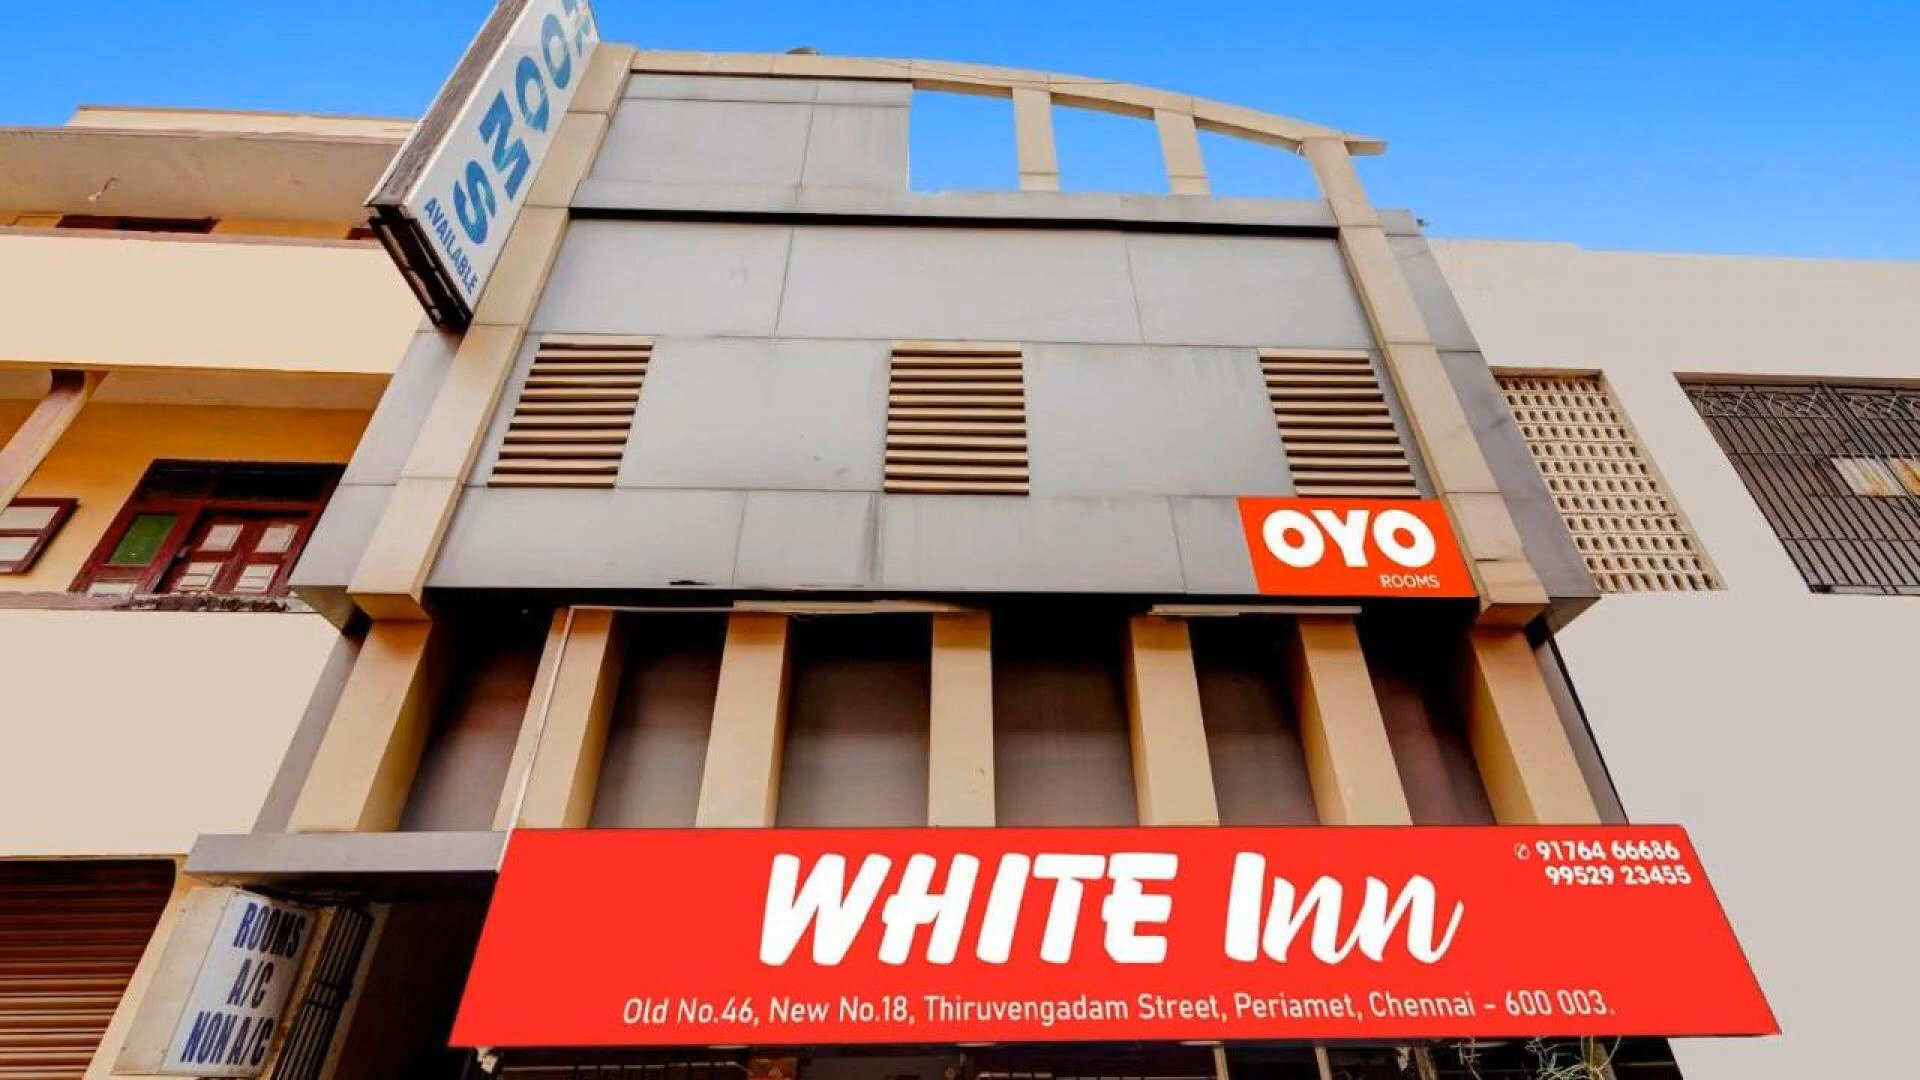 ROOMS
AVAILABLE
OYO
ROOMS
WHITE Inn
✆ 91764 66686
99529 23455
Old No.46, New No.18, Thiruvengadam Street, Periamet, Chennai - 600 003.
ROOMS
A/C
NON A/C